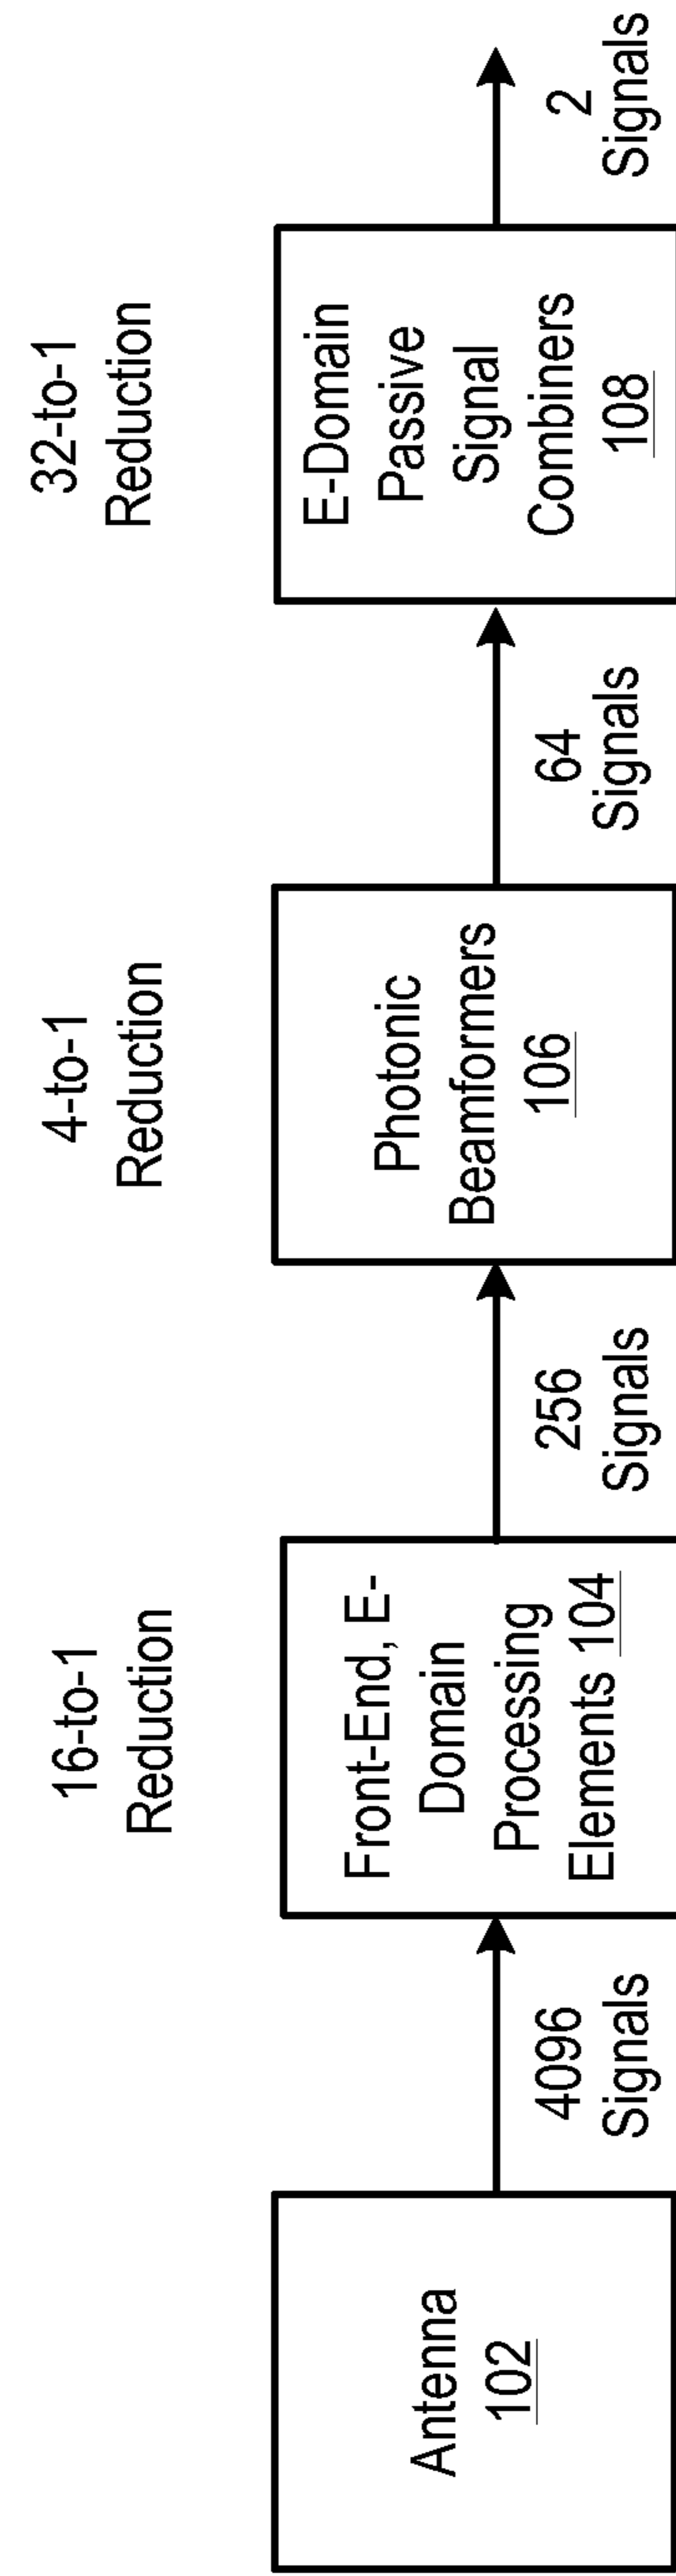 16-to-1
Reduction
4-to-1
Reduction
32-to-1
Reduction
Antenna
102
4096
Signals
Front-End, E-
Domain
Processing
Elements 104
256
Signals
Photonic
Beamformers
106
64
Signals
E-Domain
Passive
Signal
Combiners
108
2
Signals